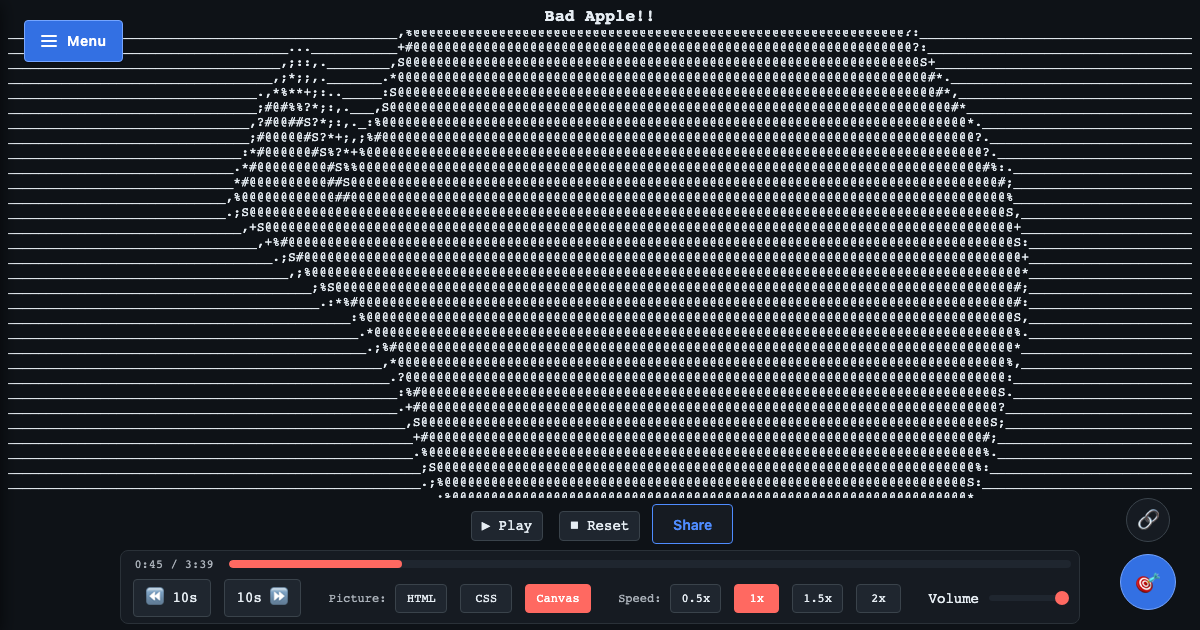 Bad Apple!!
Menu
▶ Play
■ Reset
Share
0:45 / 3:39
⏪ 10s
10s ⏩
Picture:
HTML
CSS
Canvas
Speed:
0.5x
1x
1.5x
2x
Volume